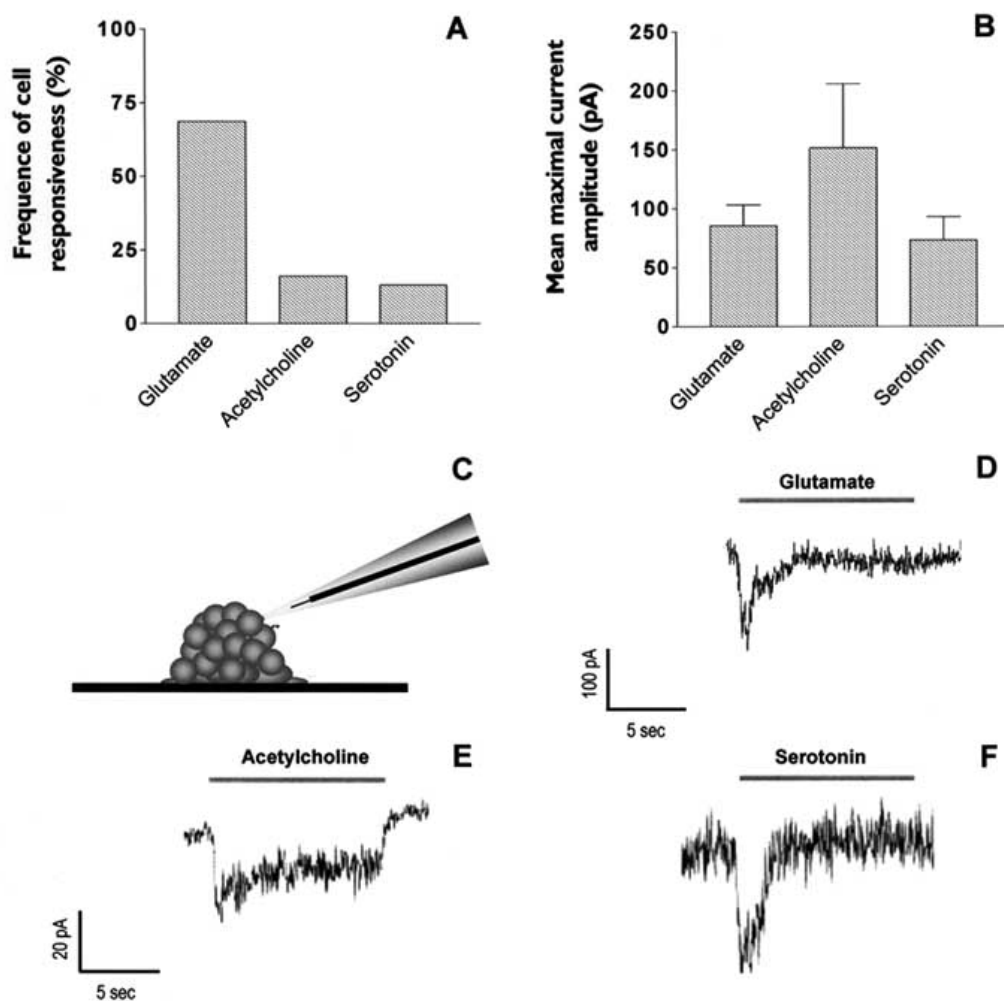 A
Frequence of cell
responsiveness (%)
100
75
50
25
0
Glutamate
Acetylcholine
Serotonin
B
Mean maximal current
amplitude (pA)
250
200
150
100
50
0
Glutamate
Acetylcholine
Serotonin
C
D
Glutamate
100 pA
5 sec
E
Acetylcholine
20 pA
5 sec
F
Serotonin